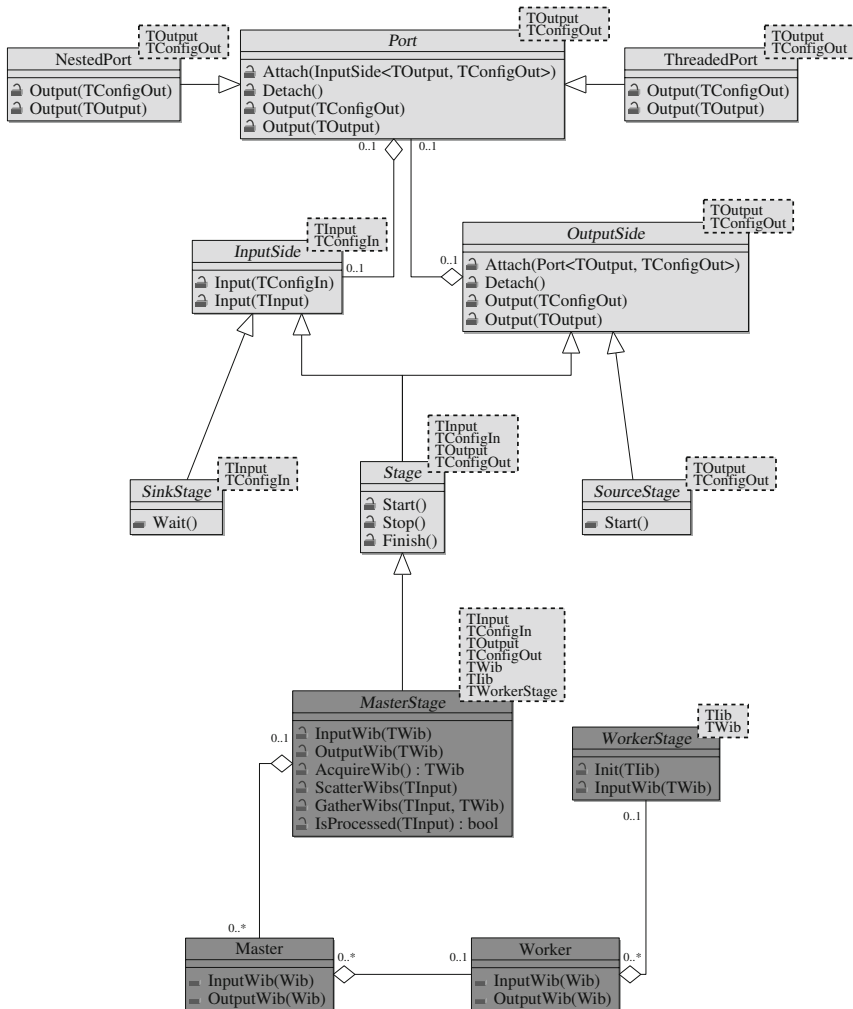 TOutput
TConfigOut
NestedPort
Output(TConfigOut)
Output(TOutput)
TOutput
TConfigOut
Port
Attach(InputSide<TOutput, TConfigOut>)
Detach()
Output(TConfigOut)
Output(TOutput)
TOutput
TConfigOut
ThreadedPort
Output(TConfigOut)
Output(TOutput)
0..1
0..1
TInput
TConfigIn
InputSide
Input(TConfigIn)
Input(TInput)
0..1
TOutput
TConfigOut
OutputSide
Attach(Port<TOutput, TConfigOut>)
Detach()
Output(TConfigOut)
Output(TOutput)
0..1
TInput
TConfigIn
SinkStage
Wait()
TInput
TConfigIn
TOutput
TConfigOut
Stage
Start()
Stop()
Finish()
TOutput
TConfigOut
SourceStage
Start()
TInput
TConfigIn
TOutput
TConfigOut
TWib
TIib
TWorkerStage
MasterStage
InputWib(TWib)
OutputWib(TWib)
AcquireWib() : TWib
ScatterWibs(TInput)
GatherWibs(TInput, TWib)
IsProcessed(TInput) : bool
0..1
TIib
TWib
WorkerStage
Init(TIib)
InputWib(TWib)
0..1
0..*
Master
InputWib(Wib)
OutputWib(Wib)
0..*
0..1
Worker
InputWib(Wib)
OutputWib(Wib)
0..*